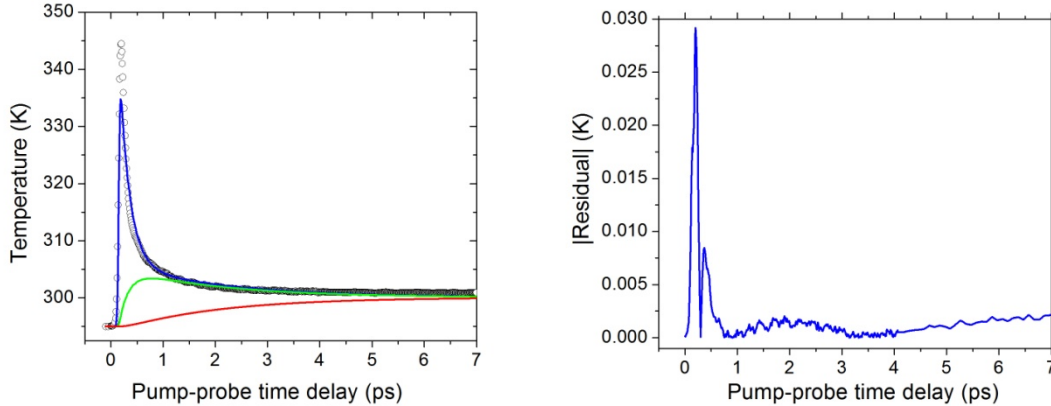 350
340
330
320
310
300
Temperature (K)
0 1 2 3 4 5 6 7
Pump-probe time delay (ps)
0.030
0.025
0.020
0.015
0.010
0.005
0.000
|Residual| (K)
0 1 2 3 4 5 6 7
Pump-probe time delay (ps)